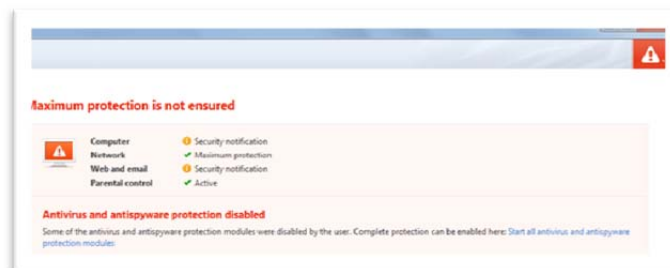 Maximum protection is not ensured
Computer Security notification
Network Maximum protection
Web and email Security notification
Parental control Active
Antivirus and antispyware protection disabled
Some of the antivirus and antispyware protection modules were disabled by the user. Complete protection can be enabled here: Start all antivirus and antispyware
protection modules